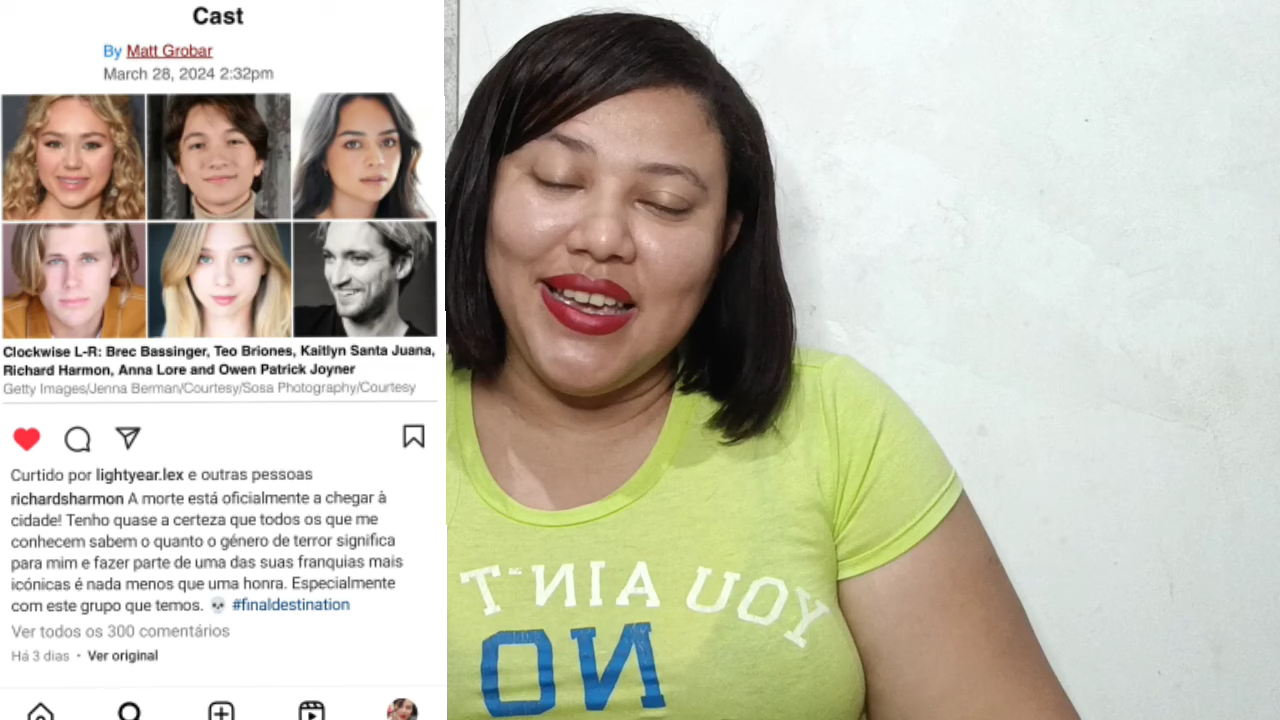 Cast
By Matt Grobar
March 28, 2024 2:32pm
Clockwise L-R: Brec Bassinger, Teo Briones, Kaitlyn Santa Juana,
Richard Harmon, Anna Lore and Owen Patrick Joyner
Getty Images/Jenna Berman/Courtesy/Sosa Photography/Courtesy
Curtido por lightyear.lex e outras pessoas
richardsharmon A morte está oficialmente a chegar à
cidade! Tenho quase a certeza que todos os que me
conhecem sabem o quanto o género de terror significa
para mim e fazer parte de uma das suas franquias mais
icónicas é nada menos que uma honra. Especialmente
com este grupo que temos. 💀 #finaldestination
Ver todos os 300 comentários
Há 3 dias • Ver original
YOU AIN'T
NO